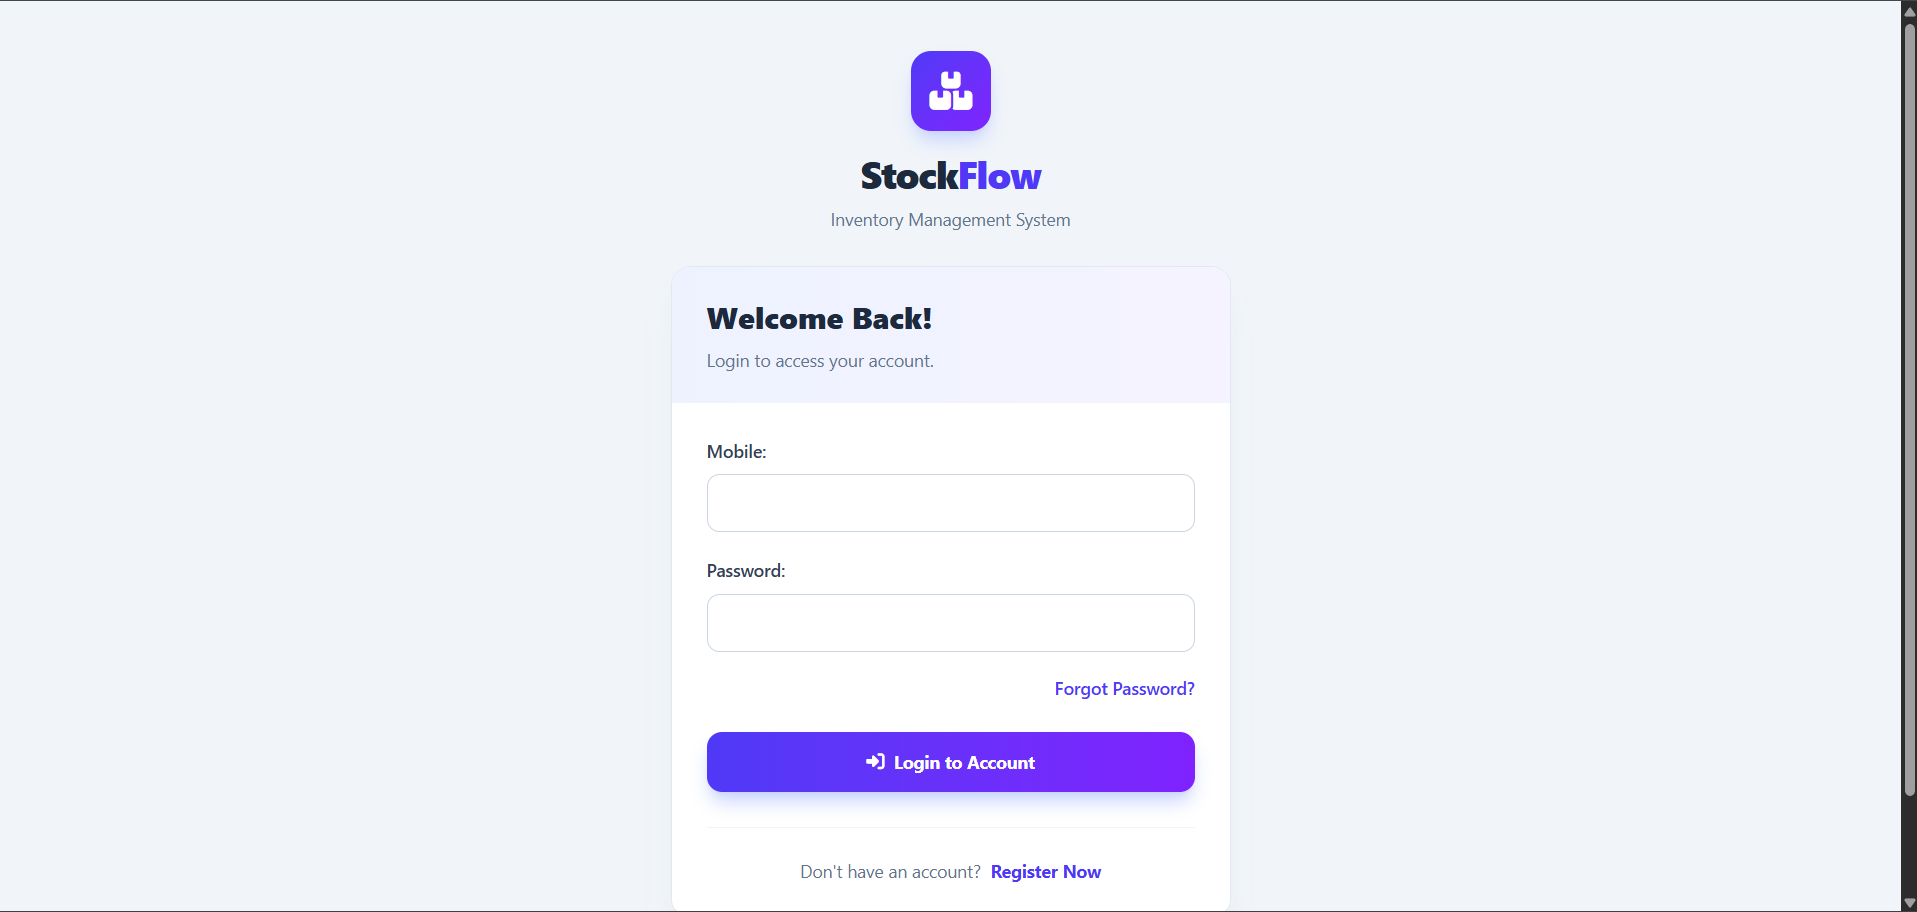 StockFlow
Inventory Management System
Welcome Back!
Login to access your account.
Mobile:
Password:
Forgot Password?
Login to Account
Don't have an account? Register Now